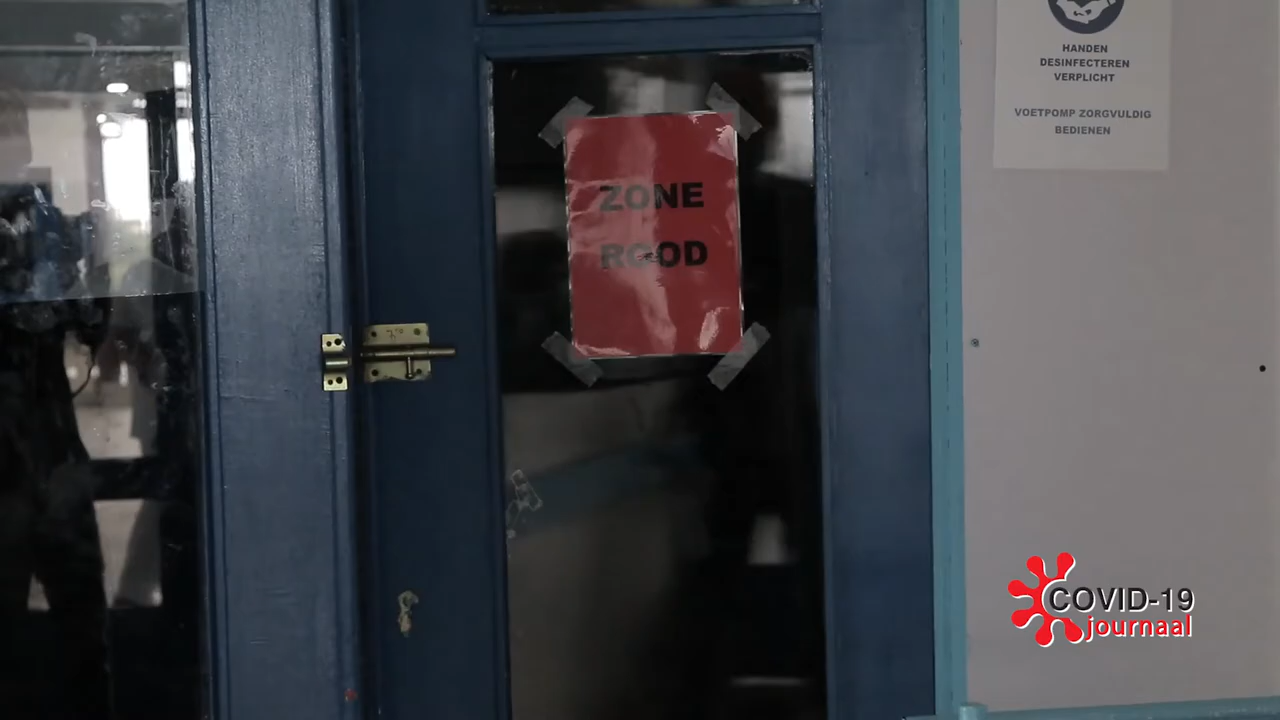 ZONE
ROOD
HANDEN
DESINFECTEREN
VERPLICHT
VOETPOMP ZORGVULDIG
BEDIENEN
COVID-19
journaal